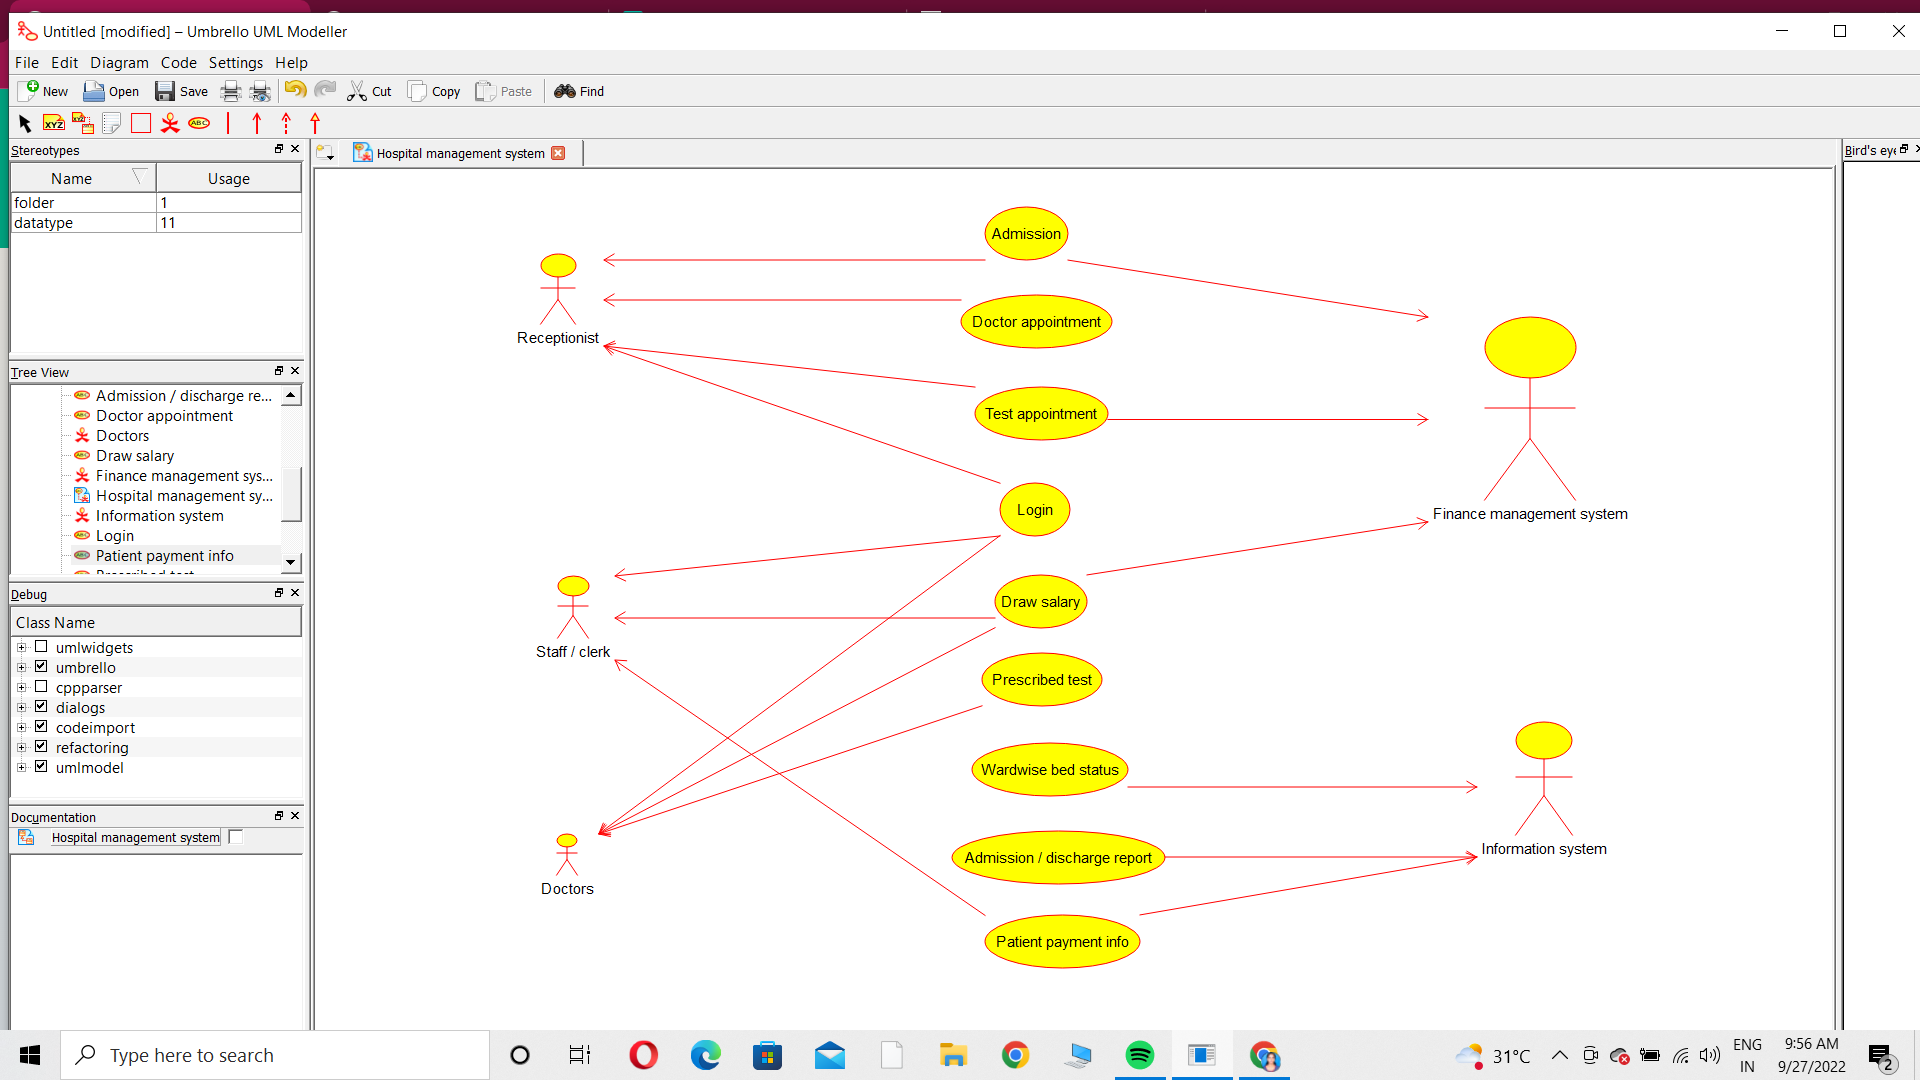 Untitled [modified] – Umbrello UML Modeller
File Edit Diagram Code Settings Help
New Open Save Cut Copy Paste Find
XYZ XYZ ABC
Stereotypes
Name Usage
folder 1
datatype 11
Tree View
Admission / discharge re...
Doctor appointment
Doctors
Draw salary
Finance management sys...
Hospital management sy...
Information system
Login
Patient payment info
Debug
Class Name
umlwidgets
umbrello
cppparser
dialogs
codeimport
refactoring
umlmodel
Documentation
Hospital management system
Hospital management system
Bird's eye
Admission
Receptionist
Doctor appointment
Test appointment
Login
Finance management system
Draw salary
Staff / clerk
Prescribed test
Wardwise bed status
Information system
Admission / discharge report
Doctors
Patient payment info
Type here to search
31°C
ENG
IN
9:56 AM
9/27/2022
2